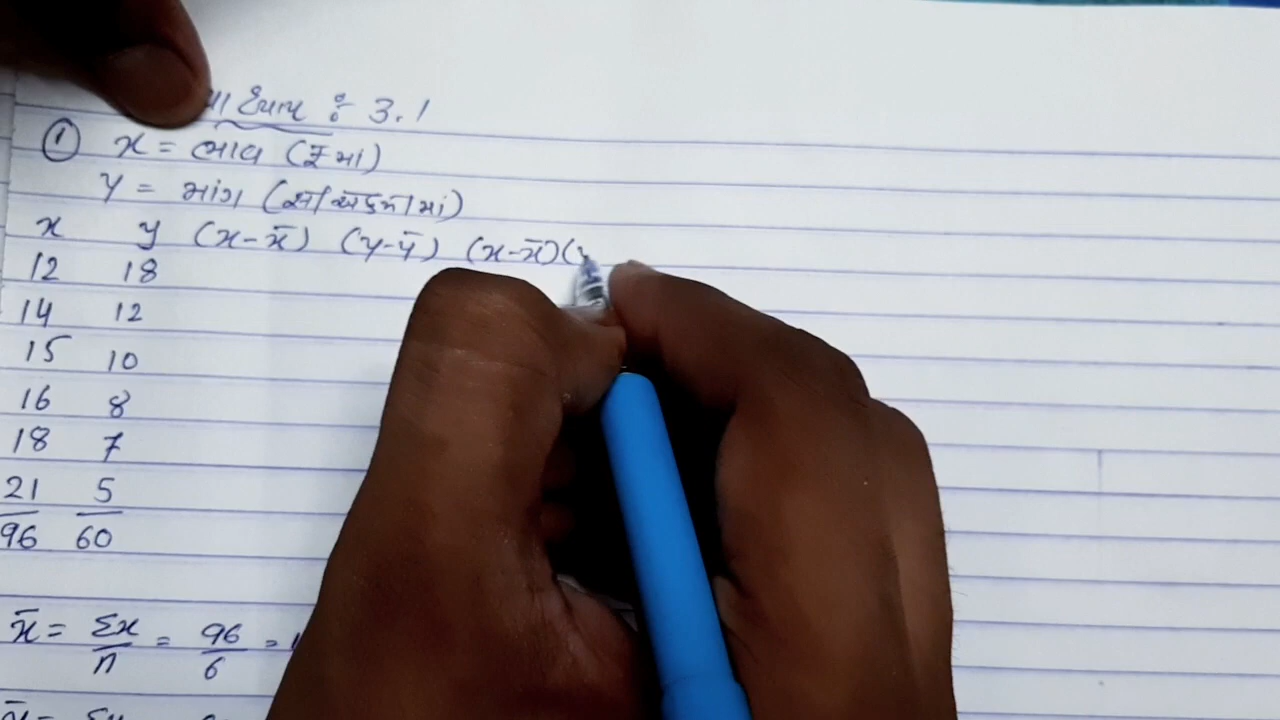 સ્વાધ્યાય : 3.1
① x = ભાવ (₹ માં)
y = માંગ (
x y (x-x̄) (y-ȳ) (x-x̄)(y
12 18
14 12
15 10
16 8
18 7
21 5
96 60
x̄ = Σx/n = 96/6 = 1